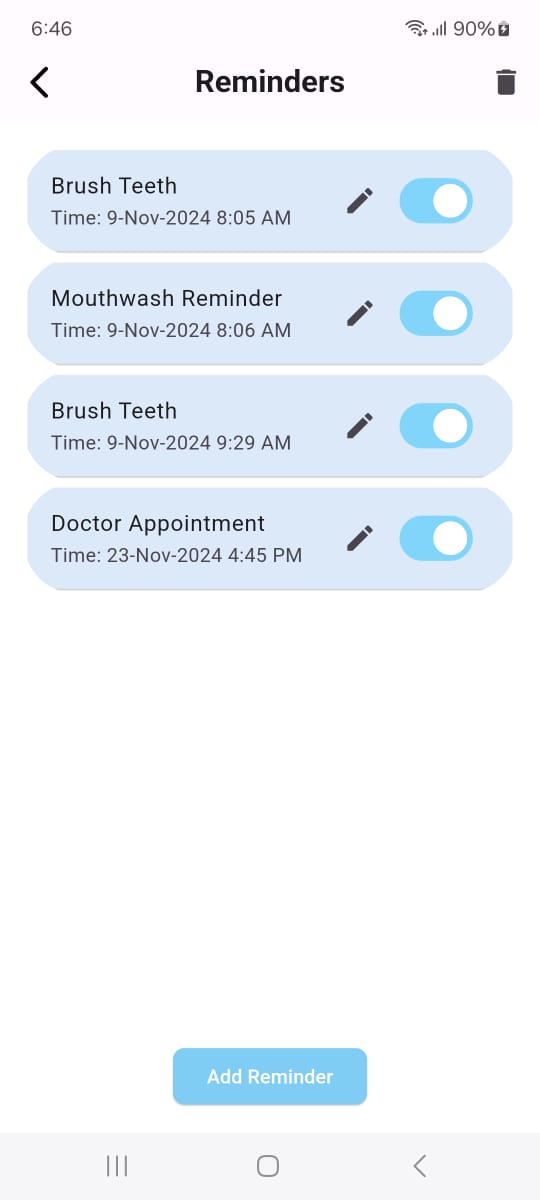 6:46
90%
Reminders
Brush Teeth
Time: 9-Nov-2024 8:05 AM
Mouthwash Reminder
Time: 9-Nov-2024 8:06 AM
Brush Teeth
Time: 9-Nov-2024 9:29 AM
Doctor Appointment
Time: 23-Nov-2024 4:45 PM
Add Reminder